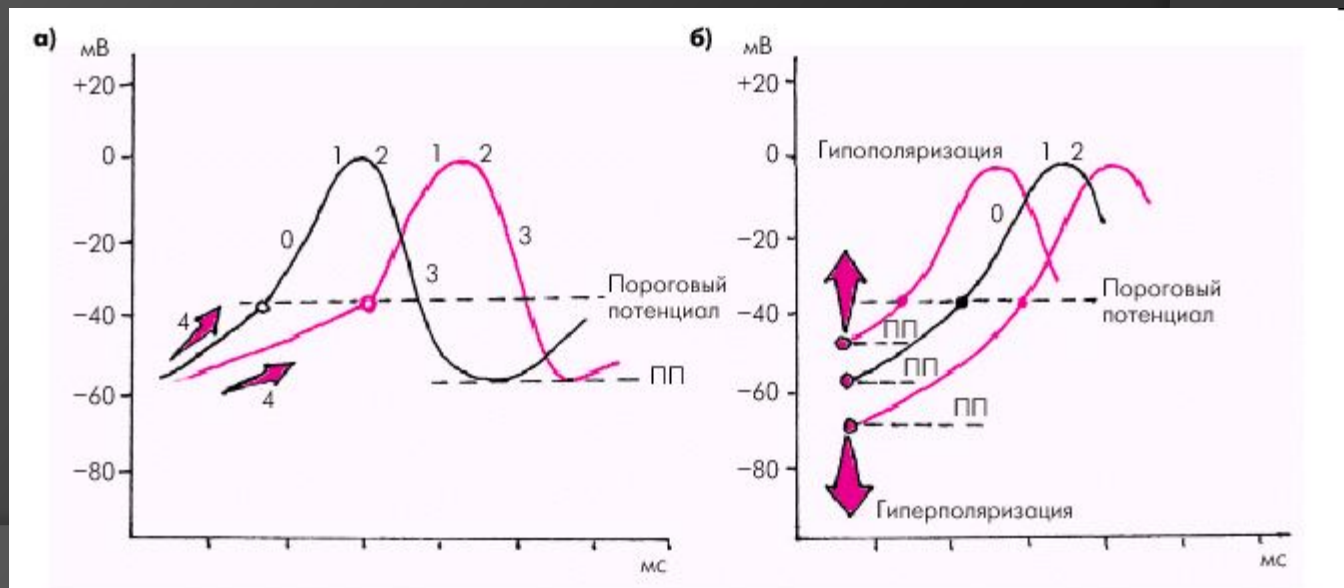 а)
мВ
+20
0
−20
−40
−60
−80
1 2
1 2
0
3
3
4
4
Пороговый
потенциал
ПП
мс
б)
мВ
+20
0
−20
−40
−60
−80
Гипополяризация
1 2
0
Пороговый
потенциал
ПП
ПП
ПП
Гиперполяризация
мс